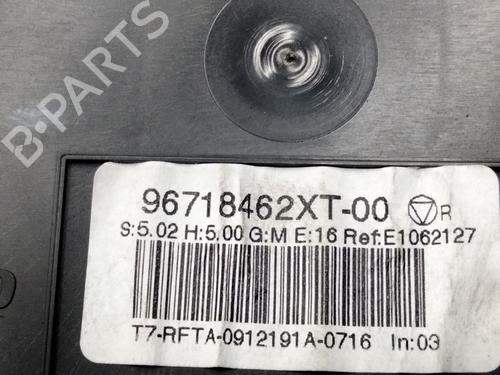 B-PARTS
96718462XT-00 R
S:5.02 H:5.00 G:M E:16 Ref:E1062127
T7-RFTA-0912191A-0716 In:03